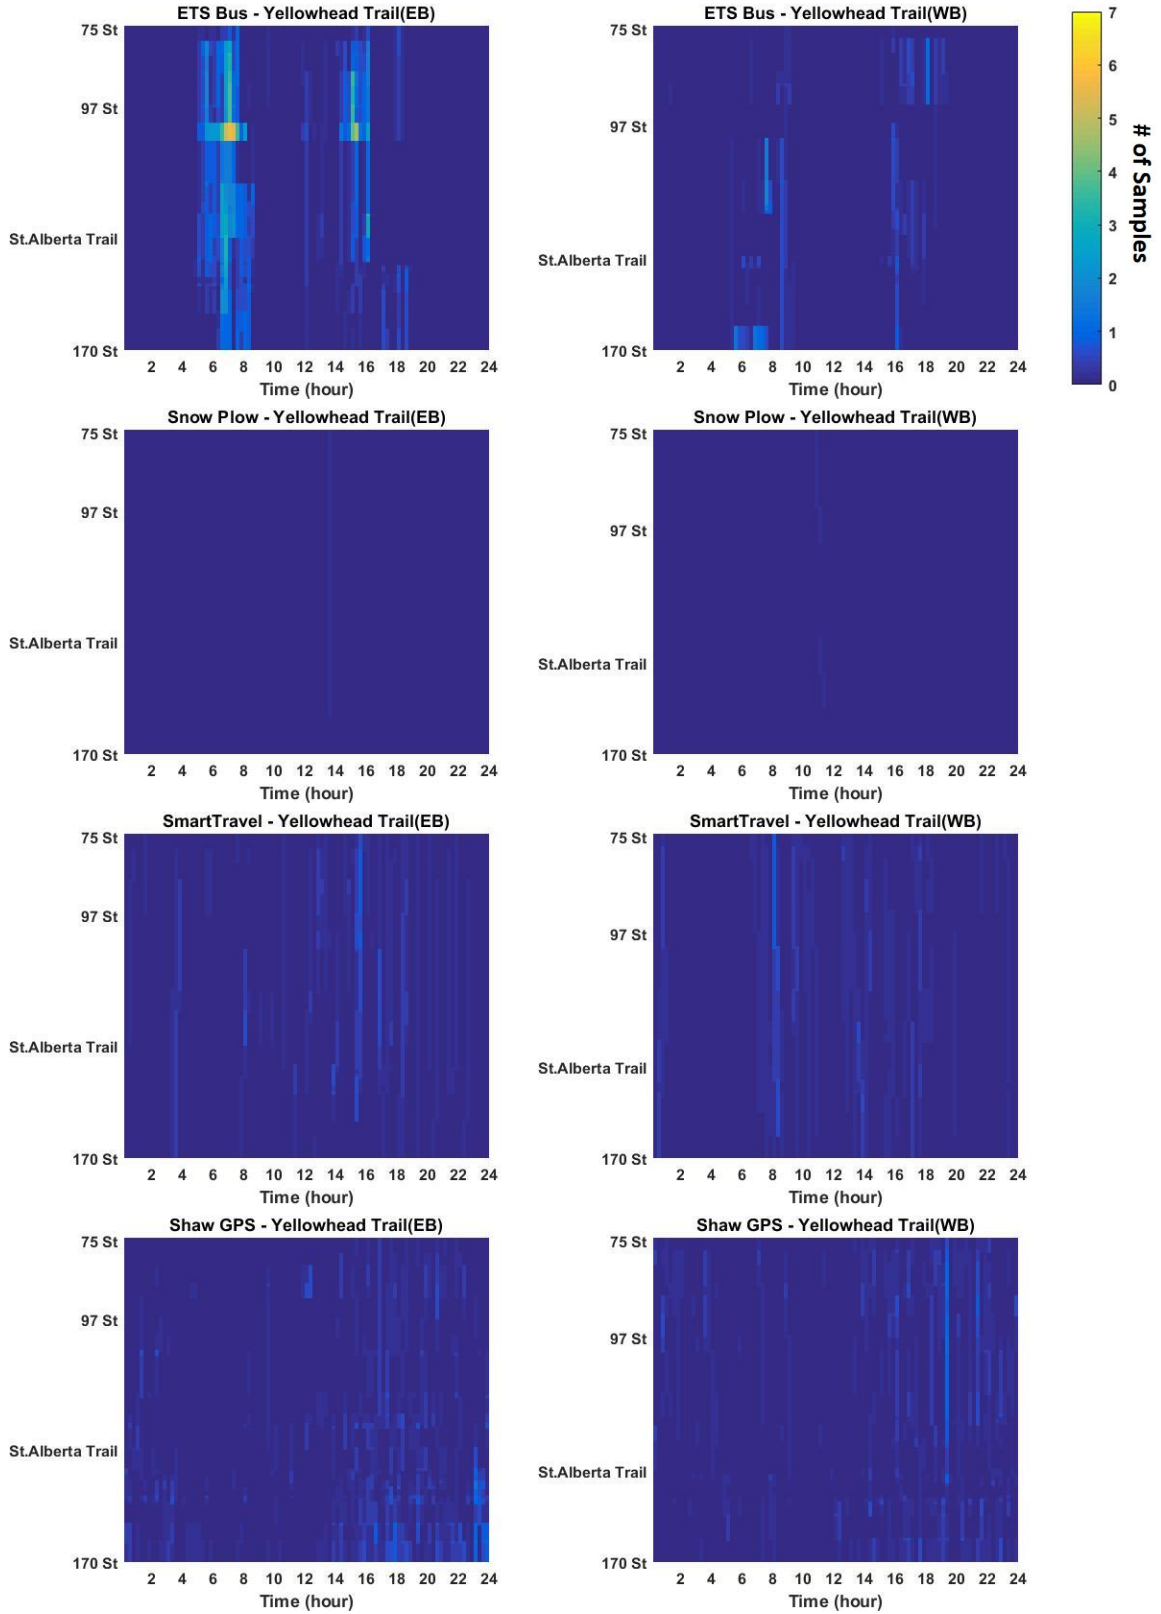 ETS Bus - Yellowhead Trail(EB)
75 St
97 St
St.Alberta Trail
170 St
2 4 6 8 10 12 14 16 18 20 22 24
Time (hour)
ETS Bus - Yellowhead Trail(WB)
75 St
97 St
St.Alberta Trail
170 St
2 4 6 8 10 12 14 16 18 20 22 24
Time (hour)
7
6
5
4
3
2
1
0
# of Samples
Snow Plow - Yellowhead Trail(EB)
75 St
97 St
St.Alberta Trail
170 St
2 4 6 8 10 12 14 16 18 20 22 24
Time (hour)
Snow Plow - Yellowhead Trail(WB)
75 St
97 St
St.Alberta Trail
170 St
2 4 6 8 10 12 14 16 18 20 22 24
Time (hour)
SmartTravel - Yellowhead Trail(EB)
75 St
97 St
St.Alberta Trail
170 St
2 4 6 8 10 12 14 16 18 20 22 24
Time (hour)
SmartTravel - Yellowhead Trail(WB)
75 St
97 St
St.Alberta Trail
170 St
2 4 6 8 10 12 14 16 18 20 22 24
Time (hour)
Shaw GPS - Yellowhead Trail(EB)
75 St
97 St
St.Alberta Trail
170 St
2 4 6 8 10 12 14 16 18 20 22 24
Time (hour)
Shaw GPS - Yellowhead Trail(WB)
75 St
97 St
St.Alberta Trail
170 St
2 4 6 8 10 12 14 16 18 20 22 24
Time (hour)